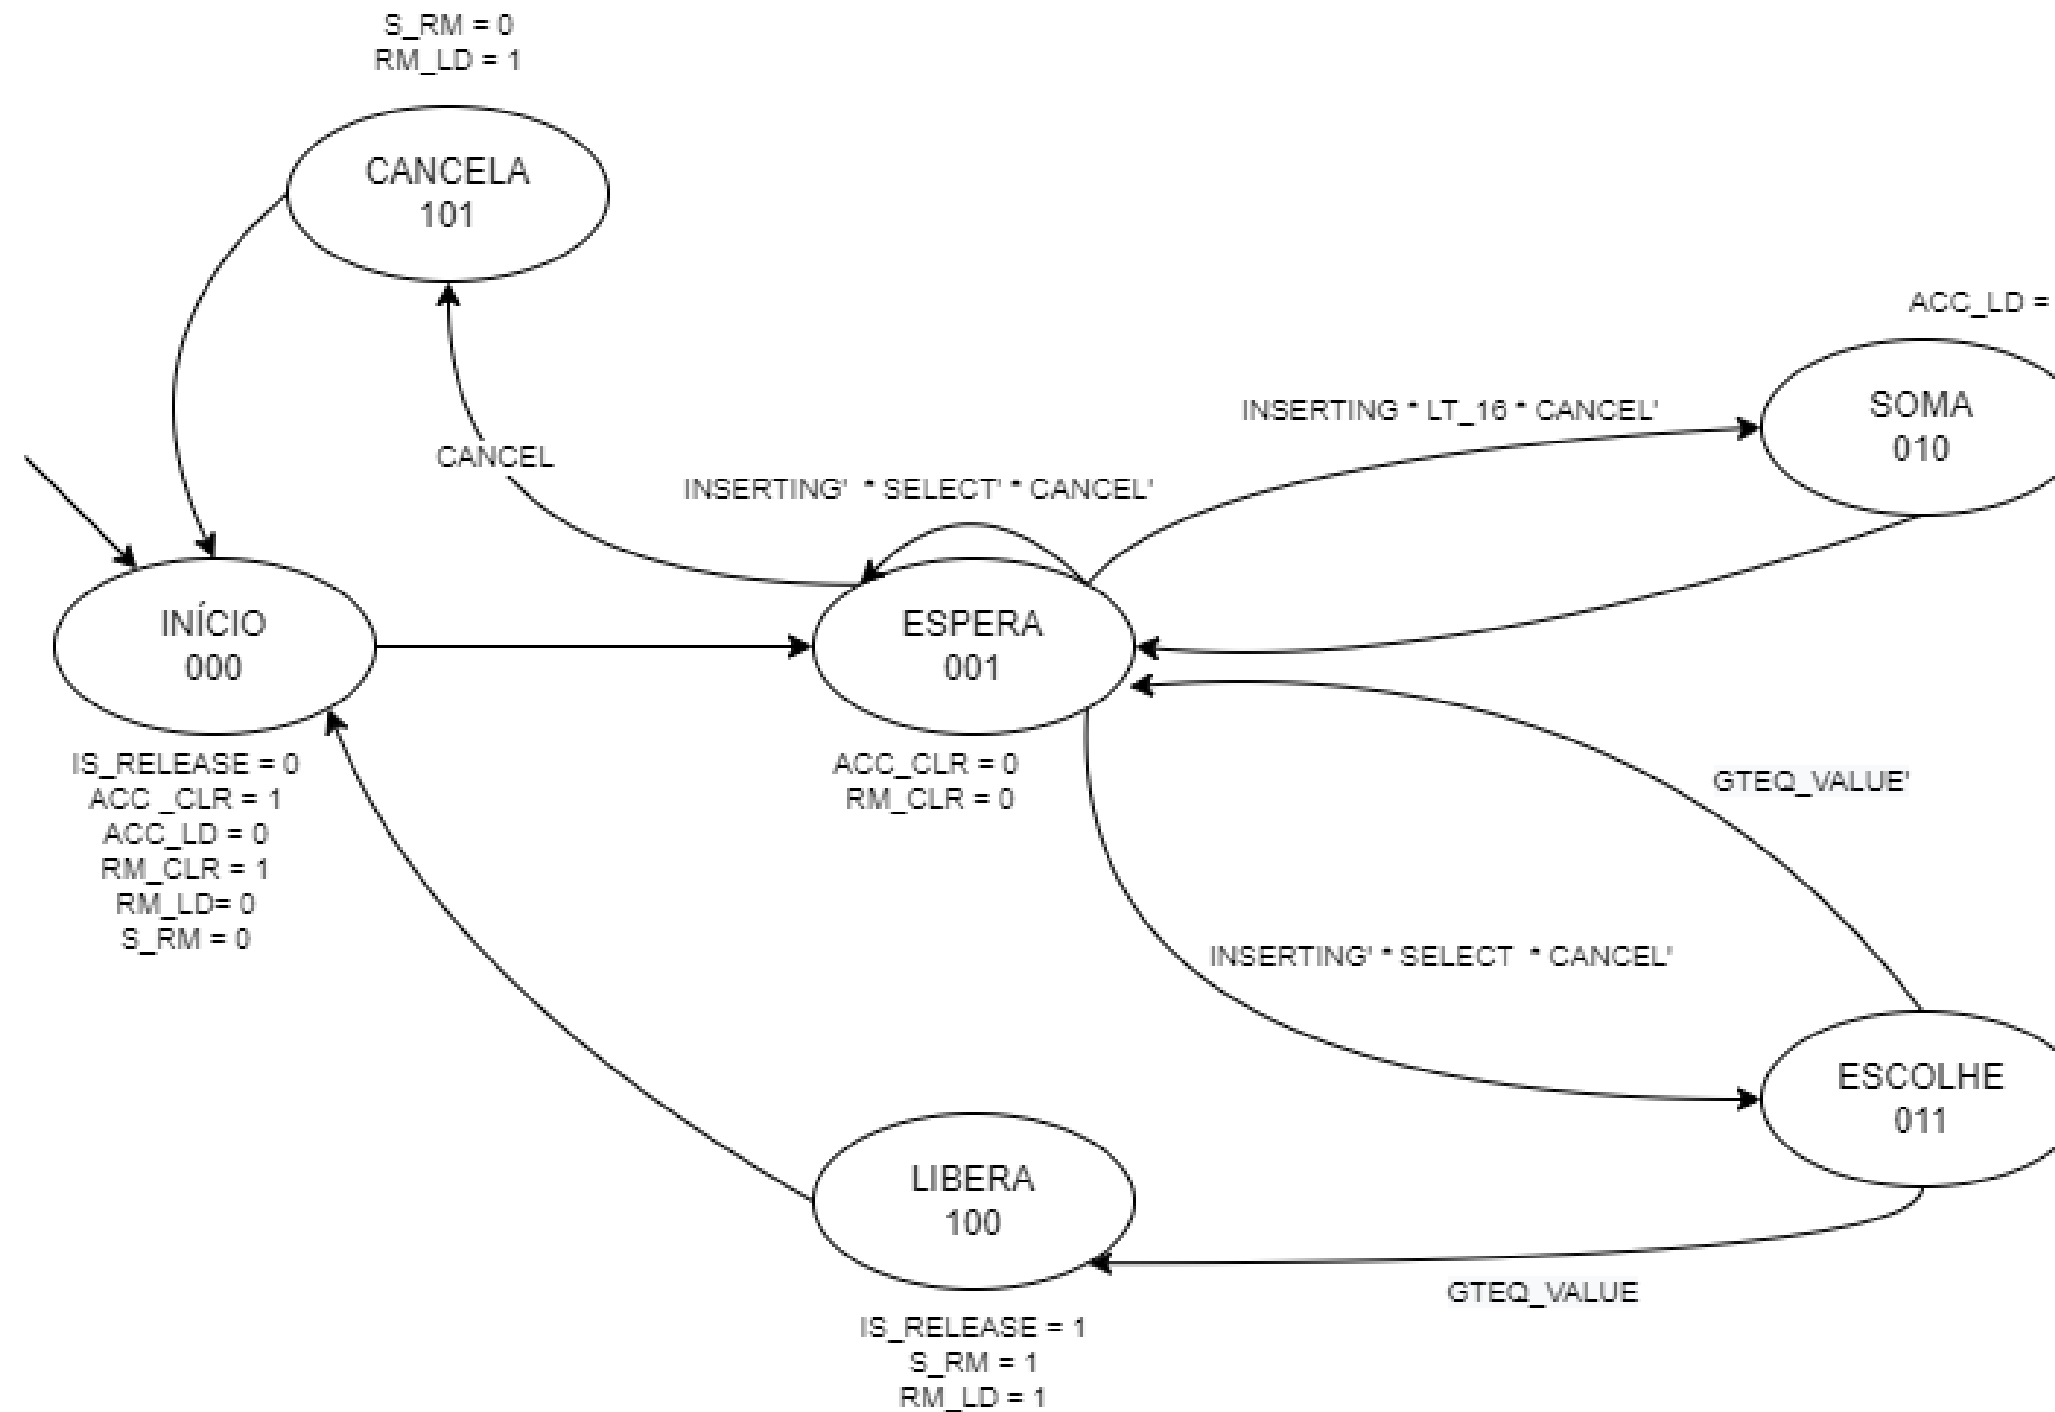 S_RM = 0
RM_LD = 1
CANCELA
101
ACC_LD =
INSERTING * LT_16 * CANCEL'
SOMA
010
CANCEL
INSERTING' * SELECT' * CANCEL'
INÍCIO
000
ESPERA
001
IS_RELEASE = 0
ACC _CLR = 1
ACC_LD = 0
RM_CLR = 1
RM_LD= 0
S_RM = 0
ACC_CLR = 0
RM_CLR = 0
GTEQ_VALUE'
INSERTING' * SELECT * CANCEL'
ESCOLHE
011
LIBERA
100
GTEQ_VALUE
IS_RELEASE = 1
S_RM = 1
RM_LD = 1